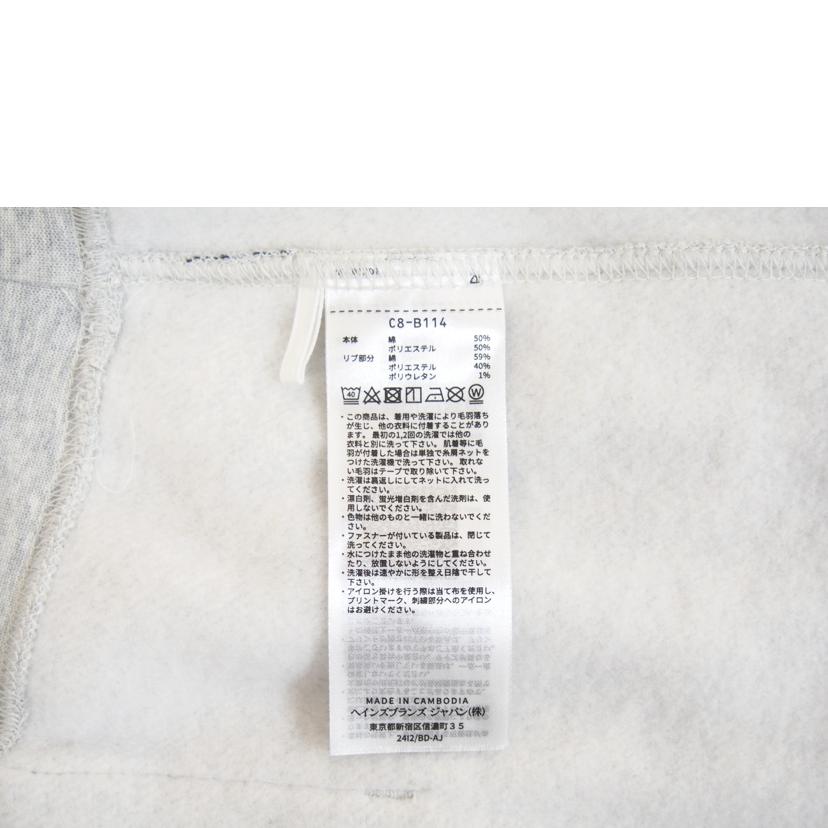 C8-B114
本体 綿 50%
ポリエステル 50%
リブ部分 綿 59%
ポリエステル 40%
ポリウレタン 1%
40 W
・この商品は、着用や洗濯により毛羽落ち
が生じ、他の衣料に付着することがあり
ます。最初の1,2回の洗濯では他の
衣料と別に洗って下さい。肌着等に毛
羽が付着した場合は単独で糸屑ネットを
つけた洗濯機で洗って下さい。取れな
い毛羽はテープで取り除いて下さい。
・洗濯は裏返しにしてネットに入れて洗っ
てください。
・漂白剤、蛍光増白剤を含んだ洗剤は、使
用しないでください。
・色物は他のものと一緒に洗わないでくだ
さい。
・ファスナーが付いている製品は、閉じて
洗ってください。
・水につけたまま他の洗濯物と重ね合わせ
たり、放置しないようにしてください。
・洗濯後は速やかに形を整え日陰で干して
下さい。
・アイロン掛けを行う際は当て布を使用し、
プリントマーク、刺繍部分へのアイロン
はお避けください。
MADE IN CAMBODIA
ヘインズブランズ ジャパン(株)
東京都新宿区信濃町35
2412/BD-AJ